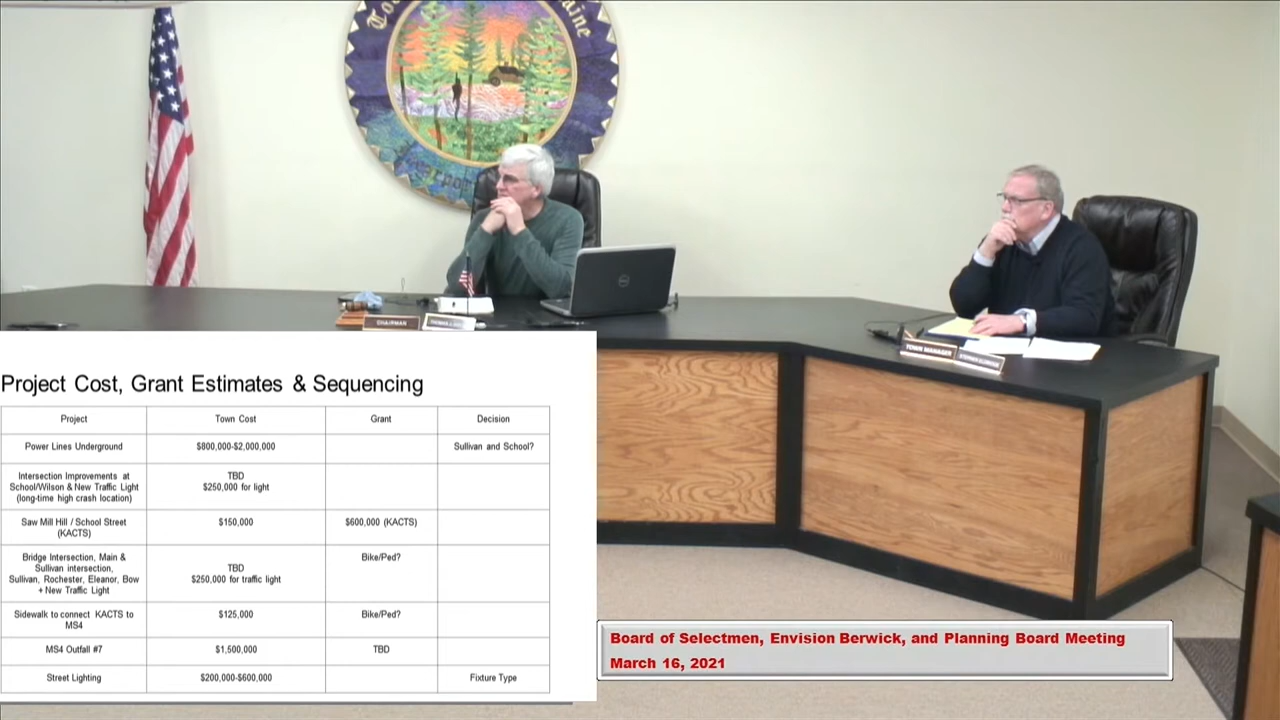 aine
CHAIRMAN
TOWN MANAGER
DELL
Project Cost, Grant Estimates & Sequencing
Project Town Cost Grant Decision
Power Lines Underground $800,000-$2,000,000 Sullivan and School?
Intersection Improvements at
School/Wilson & New Traffic Light
(long-time high crash location)
TBD
$250,000 for light
Saw Mill Hill / School Street
(KACTS)
$150,000 $600,000 (KACTS)
Bridge Intersection, Main &
Sullivan intersection,
Sullivan, Rochester, Eleanor, Bow
+ New Traffic Light
TBD
$250,000 for traffic light
Bike/Ped?
Sidewalk to connect KACTS to
MS4
$125,000 Bike/Ped?
MS4 Outfall #7 $1,500,000 TBD
Street Lighting $200,000-$600,000 Fixture Type
Board of Selectmen, Envision Berwick, and Planning Board Meeting
March 16, 2021